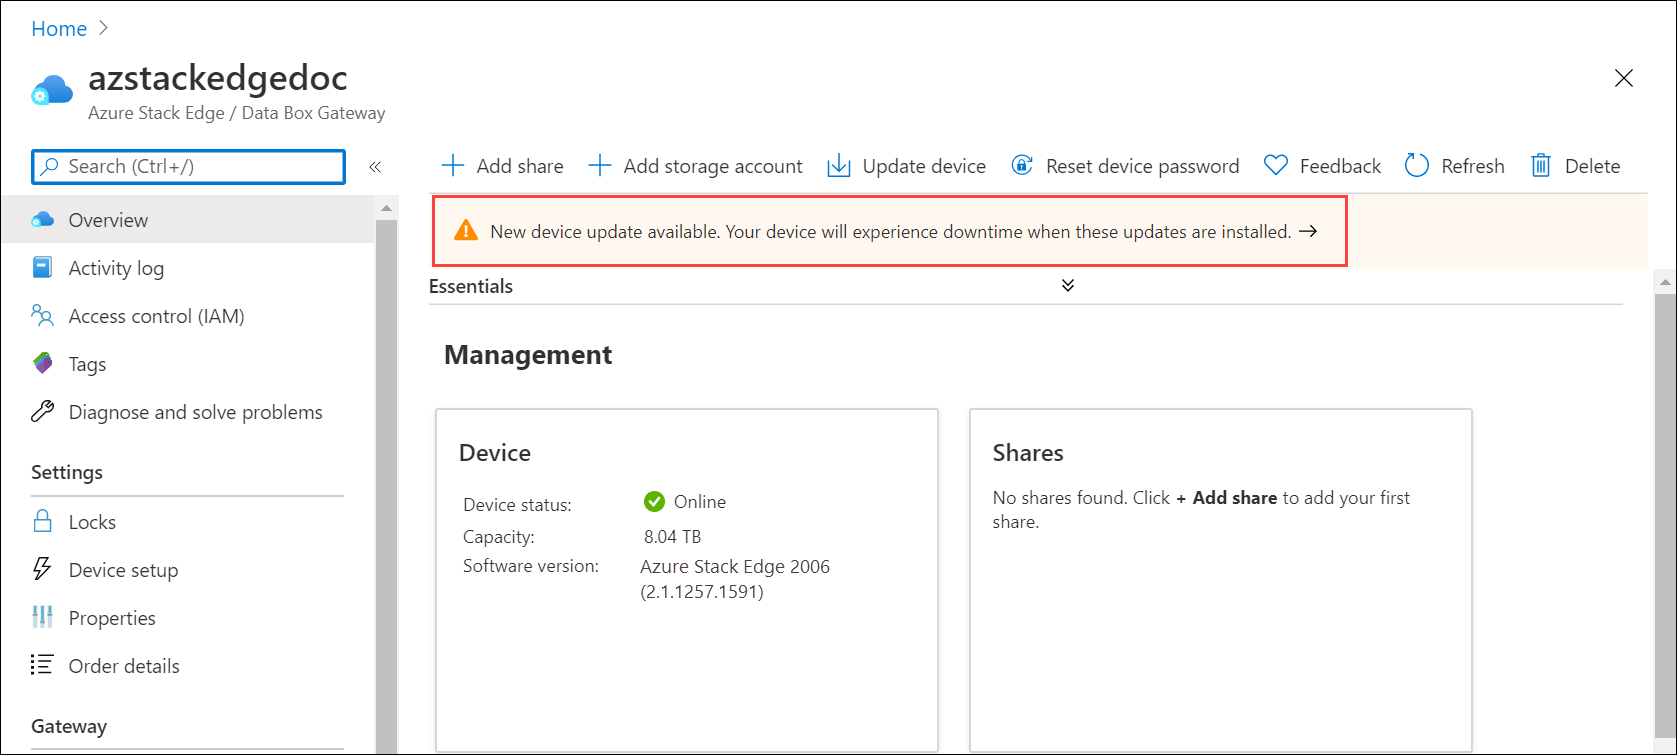 Home
azstackedgedoc
Azure Stack Edge / Data Box Gateway
Search (Ctrl+/)
Add share
Add storage account
Update device
Reset device password
Feedback
Refresh
Delete
Overview
Activity log
Access control (IAM)
Tags
Diagnose and solve problems
Settings
Locks
Device setup
Properties
Order details
Gateway
New device update available. Your device will experience downtime when these updates are installed. →
Essentials
Management
Device
Device status: Online
Capacity: 8.04 TB
Software version: Azure Stack Edge 2006
(2.1.1257.1591)
Shares
No shares found. Click + Add share to add your first
share.